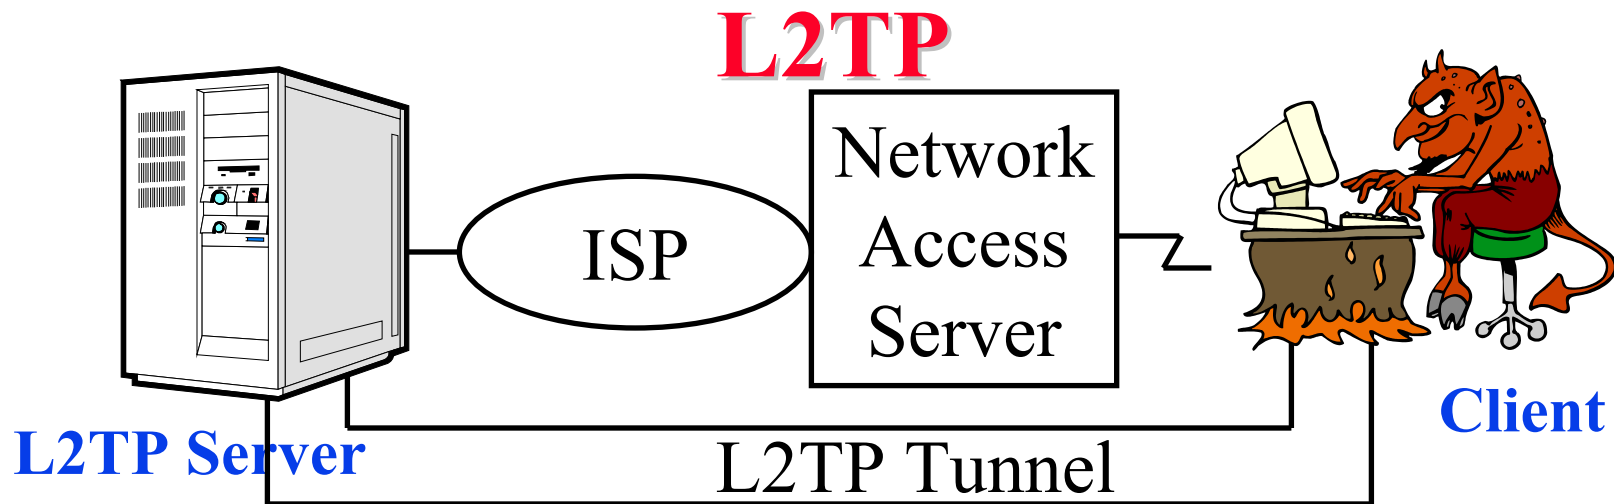 L2TP
Network
Access
Server
ISP
Client
L2TP Server
L2TP Tunnel